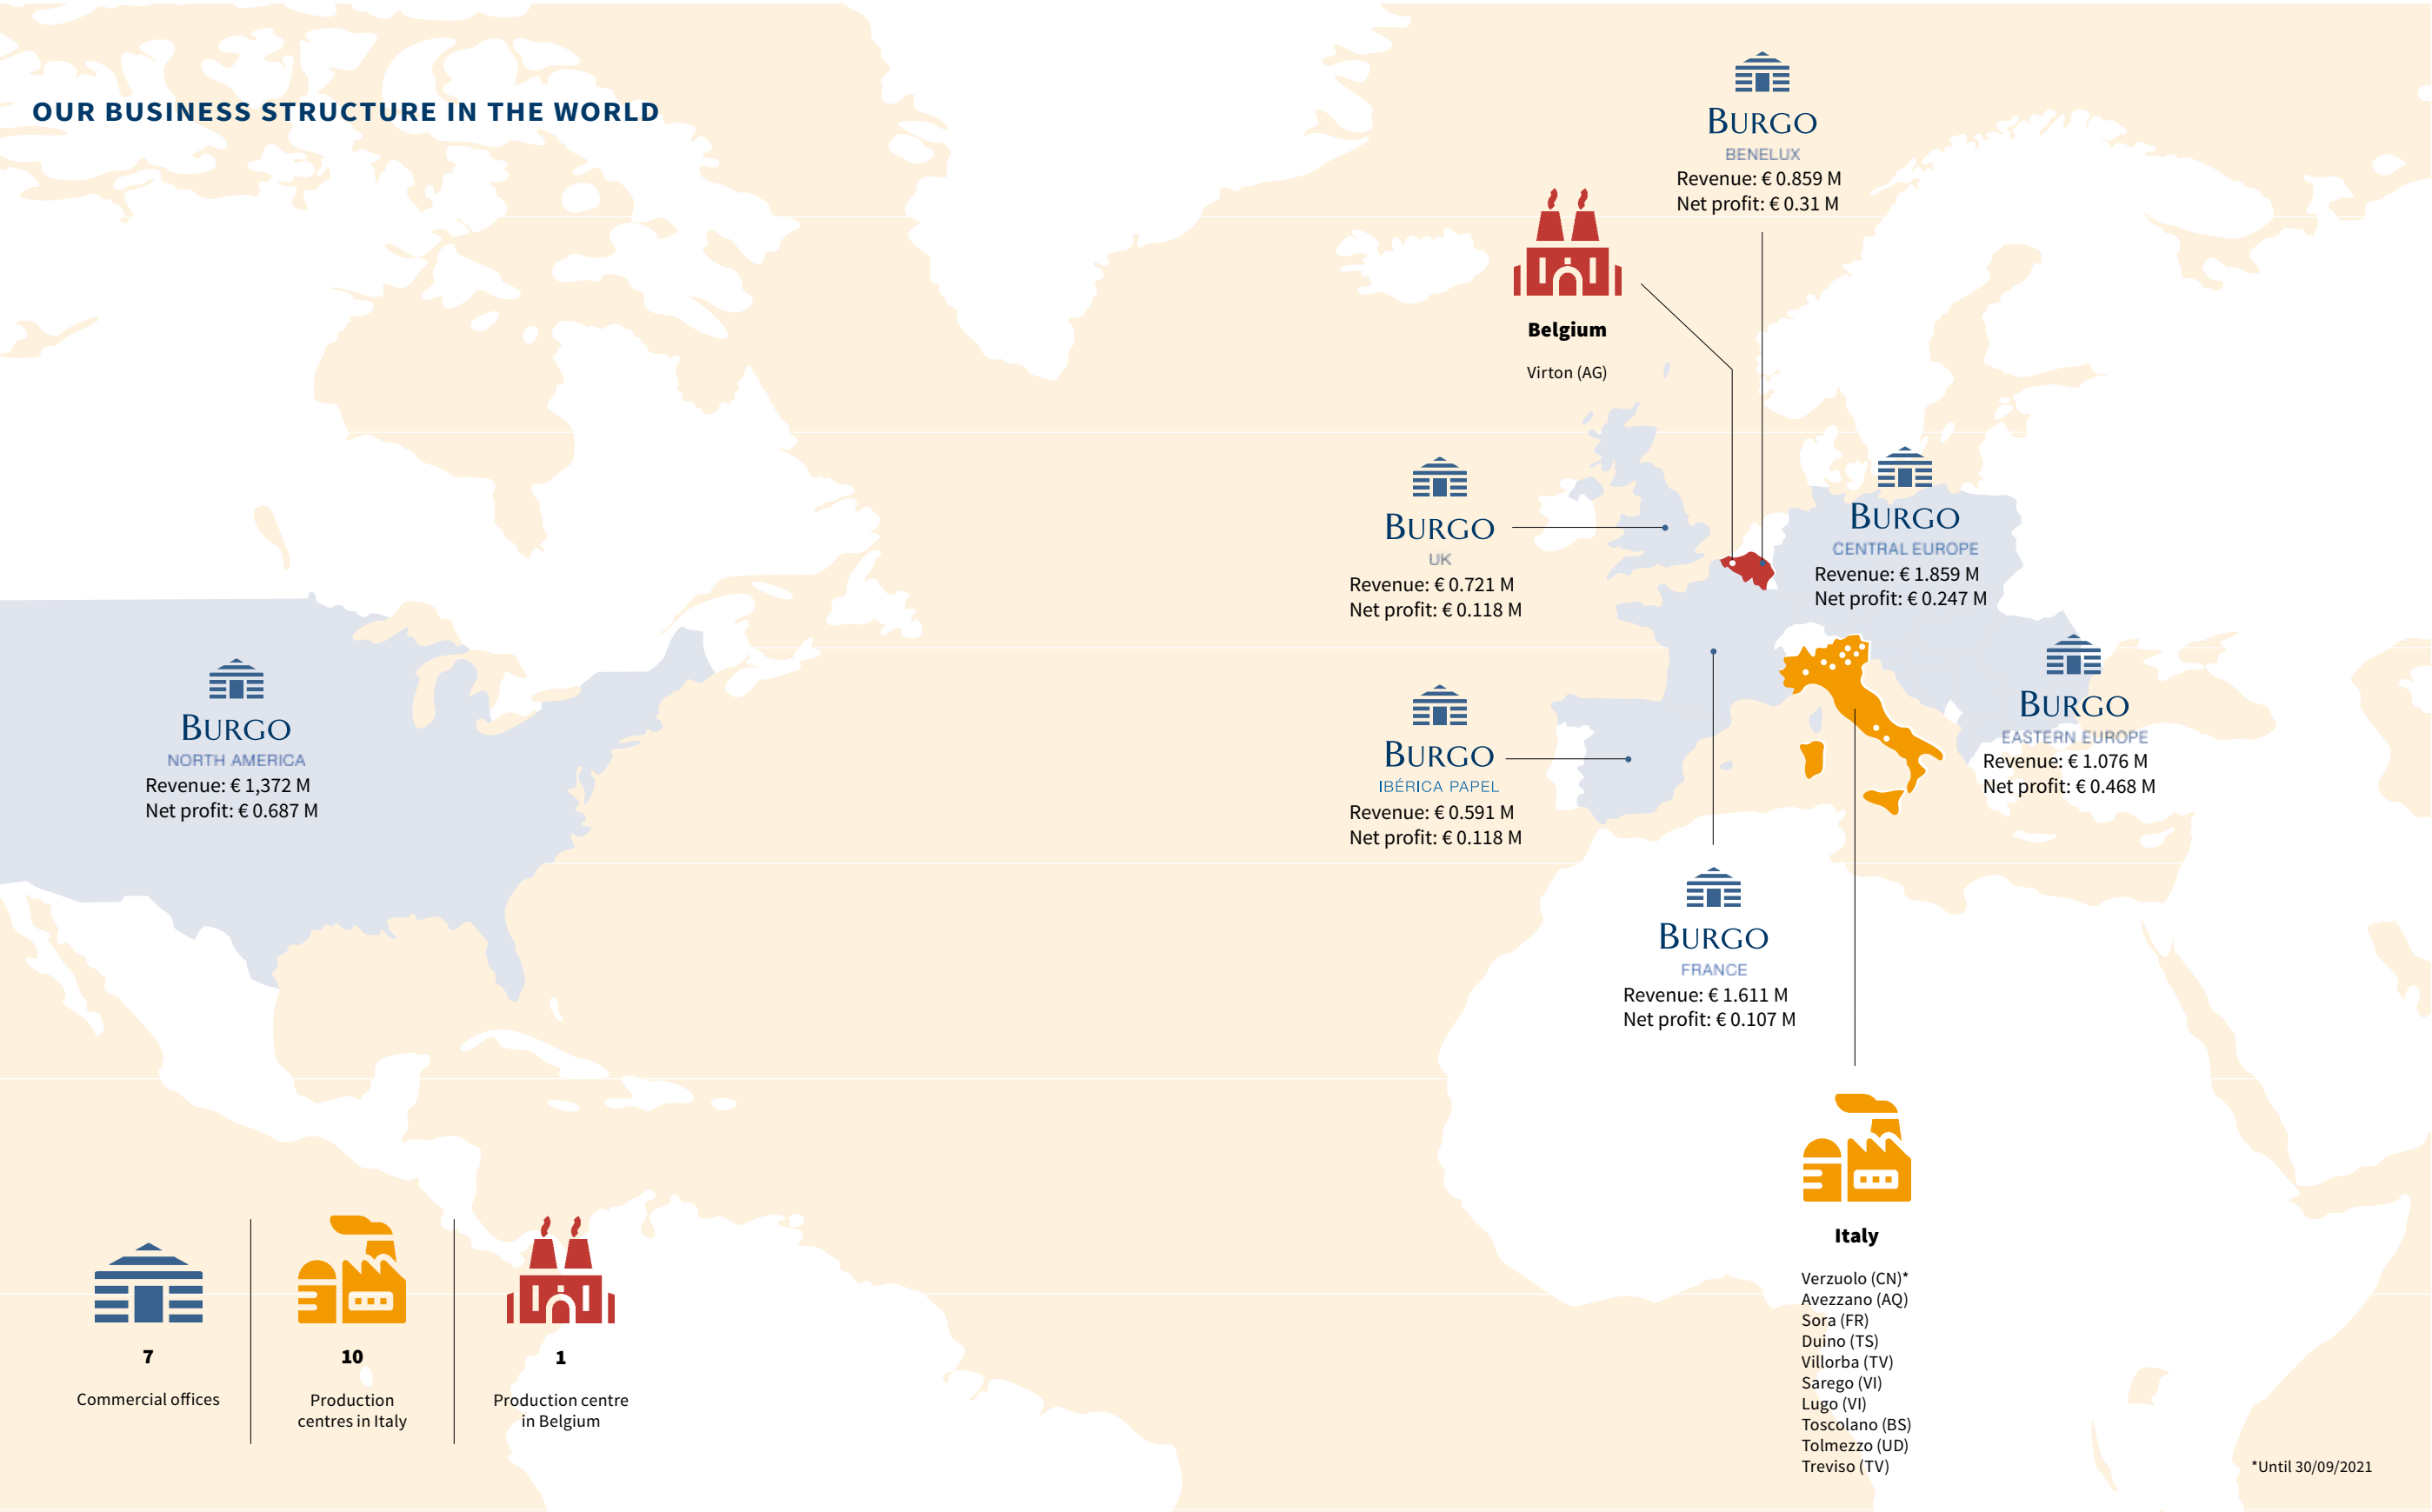 OUR BUSINESS STRUCTURE IN THE WORLD
BURGO
BENELUX
Revenue: € 0.859 M
Net profit: € 0.31 M
Belgium
Virton (AG)
BURGO
UK
Revenue: € 0.721 M
Net profit: € 0.118 M
BURGO
CENTRAL EUROPE
Revenue: € 1.859 M
Net profit: € 0.247 M
BURGO
NORTH AMERICA
Revenue: € 1,372 M
Net profit: € 0.687 M
BURGO
IBÉRICA PAPEL
Revenue: € 0.591 M
Net profit: € 0.118 M
BURGO
EASTERN EUROPE
Revenue: € 1.076 M
Net profit: € 0.468 M
BURGO
FRANCE
Revenue: € 1.611 M
Net profit: € 0.107 M
Italy
Verzuolo (CN)*
Avezzano (AQ)
Sora (FR)
Duino (TS)
Villorba (TV)
Sarego (VI)
Lugo (VI)
Toscolano (BS)
Tolmezzo (UD)
Treviso (TV)
7
Commercial offices
10
Production
centres in Italy
1
Production centre
in Belgium
*Until 30/09/2021